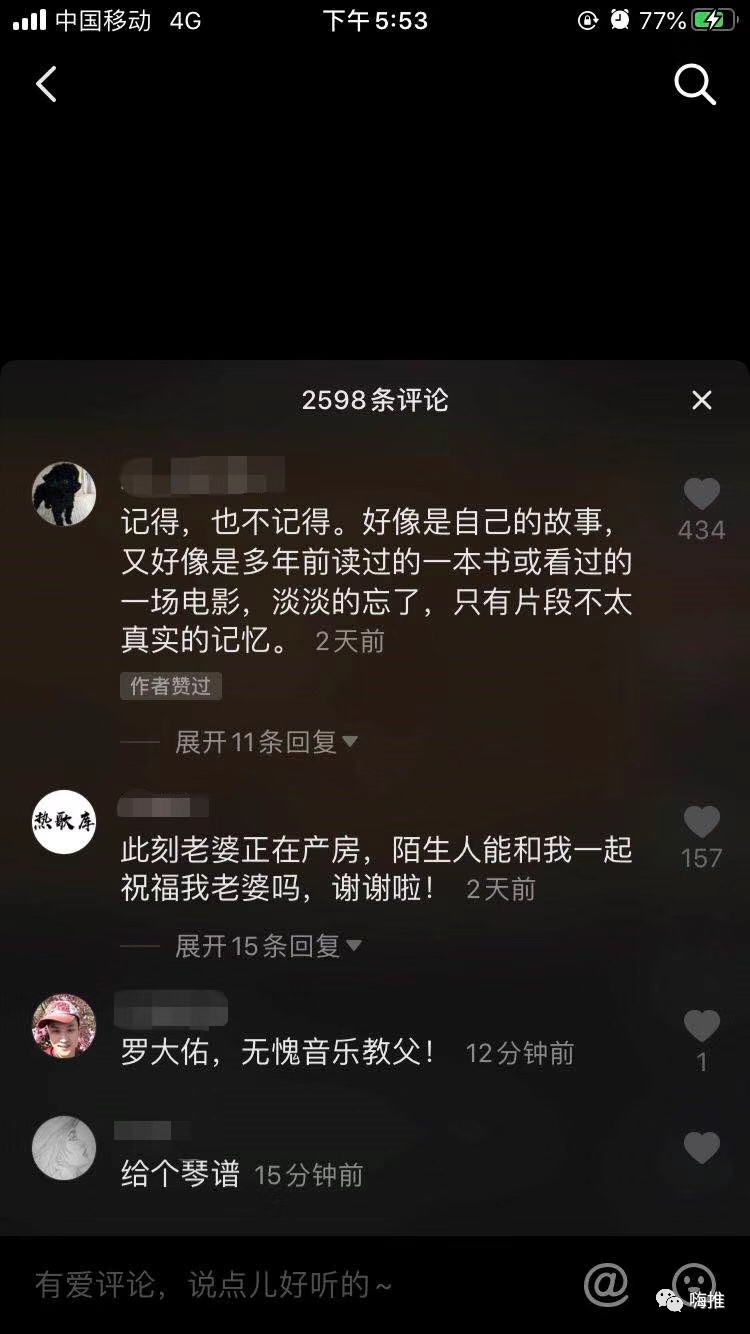 中国移动 4G 下午5:53 77%
2598条评论
记得，也不记得。好像是自己的故事，
434
又好像是多年前读过的一本书或看过的
一场电影，淡淡的忘了，只有片段不太
真实的记忆。 2天前
作者赞过
展开11条回复
热歌库
此刻老婆正在产房，陌生人能和我一起
157
祝福我老婆吗，谢谢啦！ 2天前
展开15条回复
罗大佑，无愧音乐教父！ 12分钟前
1
给个琴谱 15分钟前
有爱评论，说点儿好听的~
@
嗨推